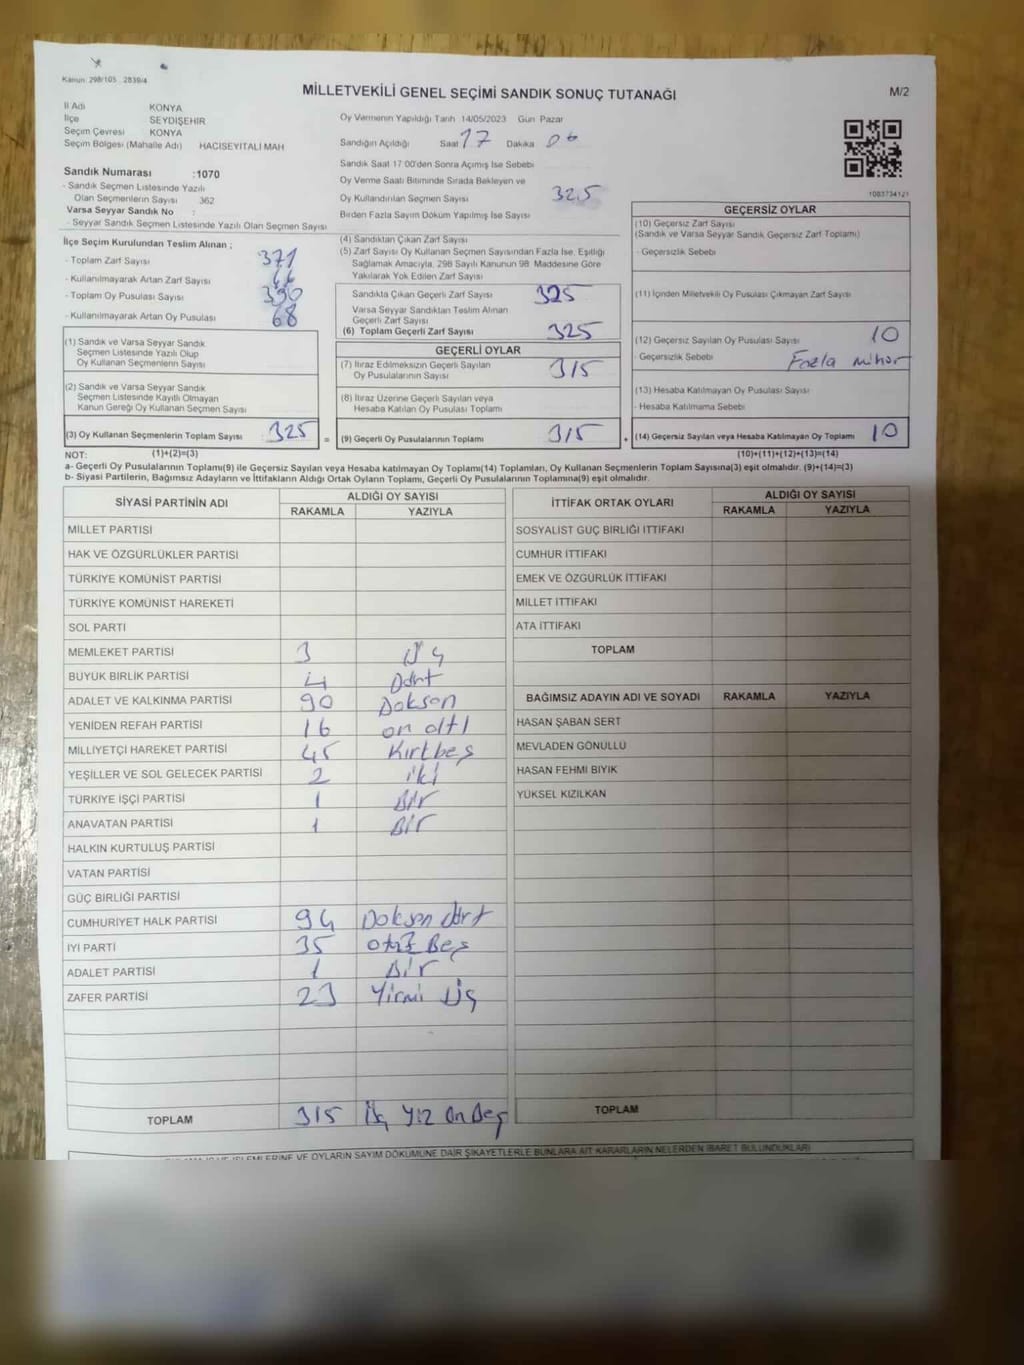 Kanun: 298/105 2839/4
MİLLETVEKİLİ GENEL SEÇİMİ SANDIK SONUÇ TUTANAĞI
M/2
İl Adı KONYA
İlçe SEYDİŞEHİR
Seçim Çevresi KONYA
Seçim Bölgesi (Mahalle Adı) HACISEYİTALİ MAH
Sandık Numarası :1070
- Sandık Seçmen Listesinde Yazılı
Olan Seçmenlerin Sayısı 362
Varsa Seyyar Sandık No :
- Seyyar Sandık Seçmen Listesinde Yazılı Olan Seçmen Sayısı
Oy Vermenin Yapıldığı Tarih 14/05/2023 Gün Pazar
Sandığın Açıldığı Saat 17 Dakika 06
Sandık Saat 17 00'den Sonra Açımış İse Sebebi
Oy Verme Saati Bitiminde Sırada Bekleyen ve
Oy Kullandırılan Seçmen Sayısı 325
Birden Fazla Sayım Döküm Yapılmış İse Sayısı
1083734121
İlçe Seçim Kurulundan Teslim Alınan ;
- Toplam Zarf Sayısı 371
- Kullanılmayarak Artan Zarf Sayısı
- Toplam Oy Pusulası Sayısı 390
- Kullanılmayarak Artan Oy Pusulası 68
(1) Sandık ve Varsa Seyyar Sandık
Seçmen Listesinde Yazılı Olup
Oy Kullanan Seçmenlerin Sayısı
(2) Sandık ve Varsa Seyyar Sandık
Seçmen Listesinde Kayıtlı Olmayan
Kanun Gereği Oy Kullanan Seçmen Sayısı
(3) Oy Kullanan Seçmenlerin Toplam Sayısı 325 =
(4) Sandıktan Çıkan Zarf Sayısı
(5) Zarf Sayısı Oy Kullanan Seçmen Sayısından Fazla İse, Eşitliği
Sağlamak Amacıyla, 298 Sayılı Kanunun 98. Maddesine Göre
Yakılarak Yok Edilen Zarf Sayısı
Sandıkta Çıkan Geçerli Zarf Sayısı 325
Varsa Seyyar Sandıktan Teslim Alınan
Geçerli Zarf Sayısı
(6) Toplam Geçerli Zarf Sayısı 325
GEÇERLİ OYLAR
(7) İtiraz Edilmeksizin Geçerli Sayılan
Oy Pusulalarının Sayısı 315
(8) İtiraz Üzerine Geçerli Sayılan veya
Hesaba Katılan Oy Pusulası Toplamı
(9) Geçerli Oy Pusulalarının Toplamı 315 +
GEÇERSİZ OYLAR
(10) Geçersiz Zarf Sayısı
(Sandık ve Varsa Seyyar Sandık Geçersiz Zarf Toplamı)
- Geçersizlik Sebebi
(11) İçinden Milletvekili Oy Pusulası Çıkmayan Zarf Sayısı
(12) Geçersiz Sayılan Oy Pusulası Sayısı 10
- Geçersizlik Sebebi Fazla mühür
(13) Hesaba Katılmayan Oy Pusulası Sayısı
- Hesaba Katılmama Sebebi
(14) Geçersiz Sayılan veya Hesaba Katılmayan Oy Toplamı 10
NOT: (1)+(2)=(3) (10)+(11)+(12)+(13)=(14)
a- Geçerli Oy Pusulalarının Toplamı(9) ile Geçersiz Sayılan veya Hesaba katılmayan Oy Toplamı(14) Toplamları, Oy Kullanan Seçmenlerin Toplam Sayısına(3) eşit olmalıdır. (9)+(14)=(3)
b- Siyasi Partilerin, Bağımsız Adayların ve İttifakların Aldığı Ortak Oyların Toplamı, Geçerli Oy Pusulalarının Toplamına(9) eşit olmalıdır.
SİYASİ PARTİNİN ADI ALDIĞI OY SAYISI
RAKAMLA YAZIYLA
MİLLET PARTİSİ
HAK VE ÖZGÜRLÜKLER PARTİSİ
TÜRKİYE KOMÜNİST PARTİSİ
TÜRKİYE KOMÜNİST HAREKETİ
SOL PARTİ
MEMLEKET PARTİSİ 3 Üç
BÜYÜK BİRLİK PARTİSİ 4 Dört
ADALET VE KALKINMA PARTİSİ 90 Doksan
YENİDEN REFAH PARTİSİ 16 on altı
MİLLİYETÇİ HAREKET PARTİSİ 45 Kırkbeş
YEŞİLLER VE SOL GELECEK PARTİSİ 2 iki
TÜRKİYE İŞÇİ PARTİSİ 1 Bir
ANAVATAN PARTİSİ 1 Bir
HALKIN KURTULUŞ PARTİSİ
VATAN PARTİSİ
GÜÇ BİRLİĞİ PARTİSİ
CUMHURİYET HALK PARTİSİ 94 Doksan dört
İYİ PARTİ 35 otuz Beş
ADALET PARTİSİ 1 Bir
ZAFER PARTİSİ 23 Yirmi Üç
TOPLAM 315 Üç Yüz On Beş
İTTİFAK ORTAK OYLARI ALDIĞI OY SAYISI
RAKAMLA YAZIYLA
SOSYALİST GÜÇ BİRLİĞİ İTTİFAKI
CUMHUR İTTİFAKI
EMEK VE ÖZGÜRLÜK İTTİFAKI
MİLLET İTTİFAKI
ATA İTTİFAKI
TOPLAM
BAĞIMSIZ ADAYIN ADI VE SOYADI RAKAMLA YAZIYLA
HASAN ŞABAN SERT
MEVLADEN GÖNÜLLÜ
HASAN FEHMİ BIYIK
YÜKSEL KIZILKAN
TOPLAM
VE OYLARIN SAYIM DÖKÜMÜNE DAİR ŞİKAYETLERLE BUNLARA AİT KARARLARIN NELERDEN İBARET BULUNDUKLARI